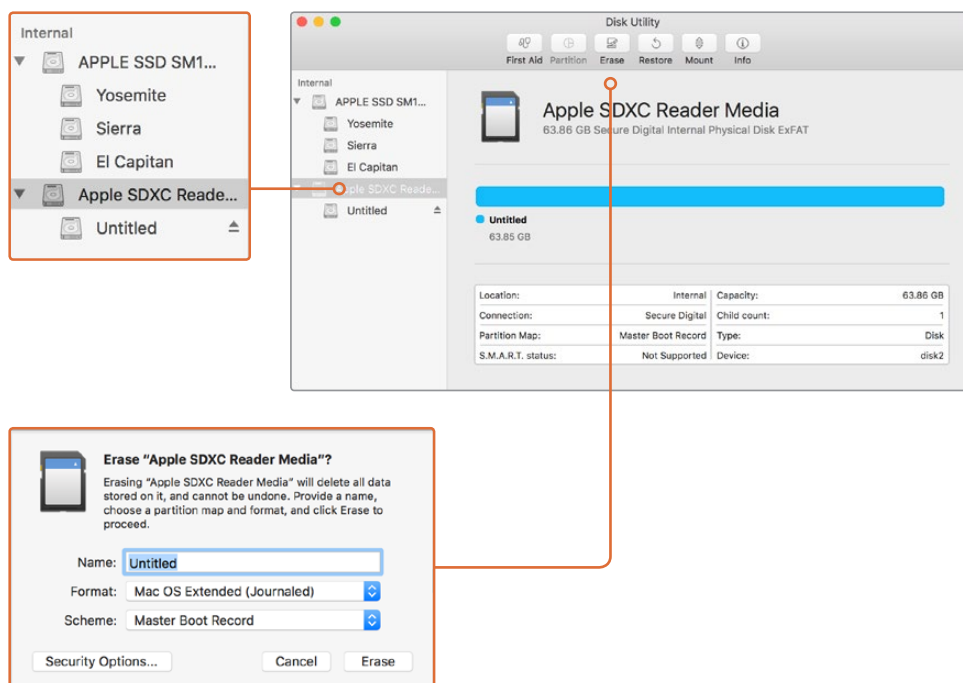 Internal
APPLE SSD SM1...
Yosemite
Sierra
El Capitan
Apple SDXC Reade...
Untitled
Disk Utility
First Aid Partition Erase Restore Mount Info
Internal
APPLE SSD SM1...
Yosemite
Sierra
El Capitan
ple SDXC Reade...
Untitled
Apple SDXC Reader Media
63.86 GB Secure Digital Internal Physical Disk ExFAT
Untitled
63.85 GB
Location: Internal Capacity: 63.86 GB
Connection: Secure Digital Child count: 1
Partition Map: Master Boot Record Type: Disk
S.M.A.R.T. status: Not Supported Device: disk2
Erase “Apple SDXC Reader Media”?
Erasing “Apple SDXC Reader Media” will delete all data
stored on it, and cannot be undone. Provide a name,
choose a partition map and format, and click Erase to
proceed.
Name: Untitled
Format: Mac OS Extended (Journaled)
Scheme: Master Boot Record
Security Options... Cancel Erase